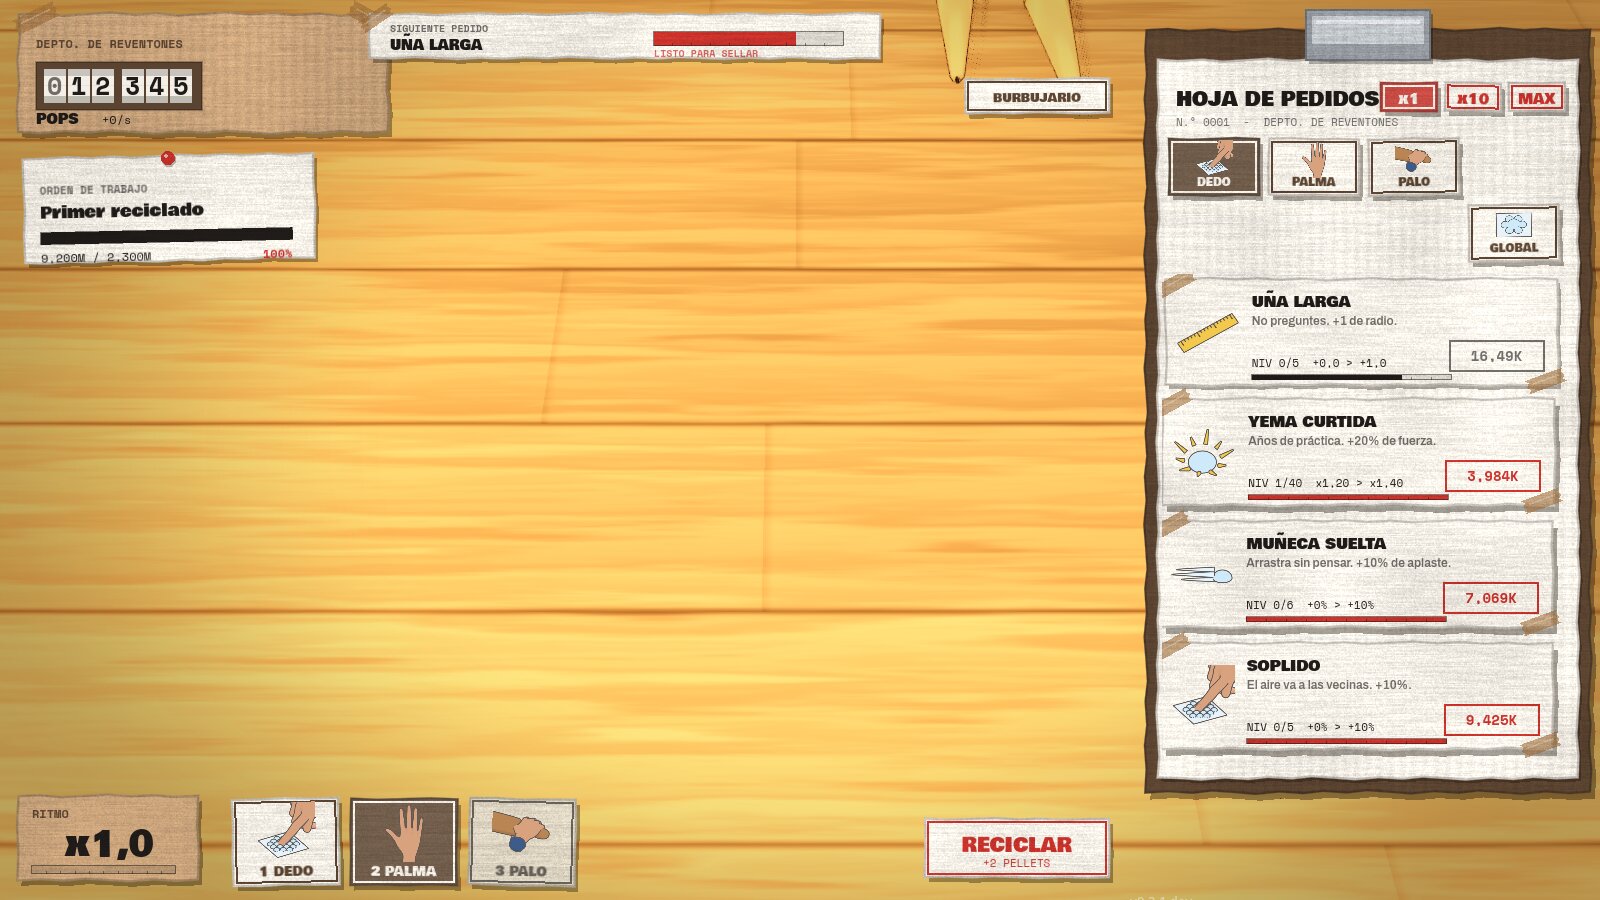 DEPTO. DE REVENTONES
012345
POPS +0/s
SIGUIENTE PEDIDO
UÑA LARGA
LISTO PARA SELLAR
BURBUJARIO
ORDEN DE TRABAJO
Primer reciclado
9,200M / 2,300M 100%
HOJA DE PEDIDOS x1 x10 MAX
N.° 0001 - DEPTO. DE REVENTONES
DEDO PALMA PALO
GLOBAL
UÑA LARGA
No preguntes. +1 de radio.
NIV 0/5 +0,0 > +1,0 16,49K
YEMA CURTIDA
Años de práctica. +20% de fuerza.
NIV 1/40 x1,20 > x1,40 3,984K
MUÑECA SUELTA
Arrastra sin pensar. +10% de aplaste.
NIV 0/6 +0% > +10% 7,069K
SOPLIDO
El aire va a las vecinas. +10%.
NIV 0/5 +0% > +10% 9,425K
RITMO
x1,0
1 DEDO 2 PALMA 3 PALO
RECICLAR
+2 PELLETS